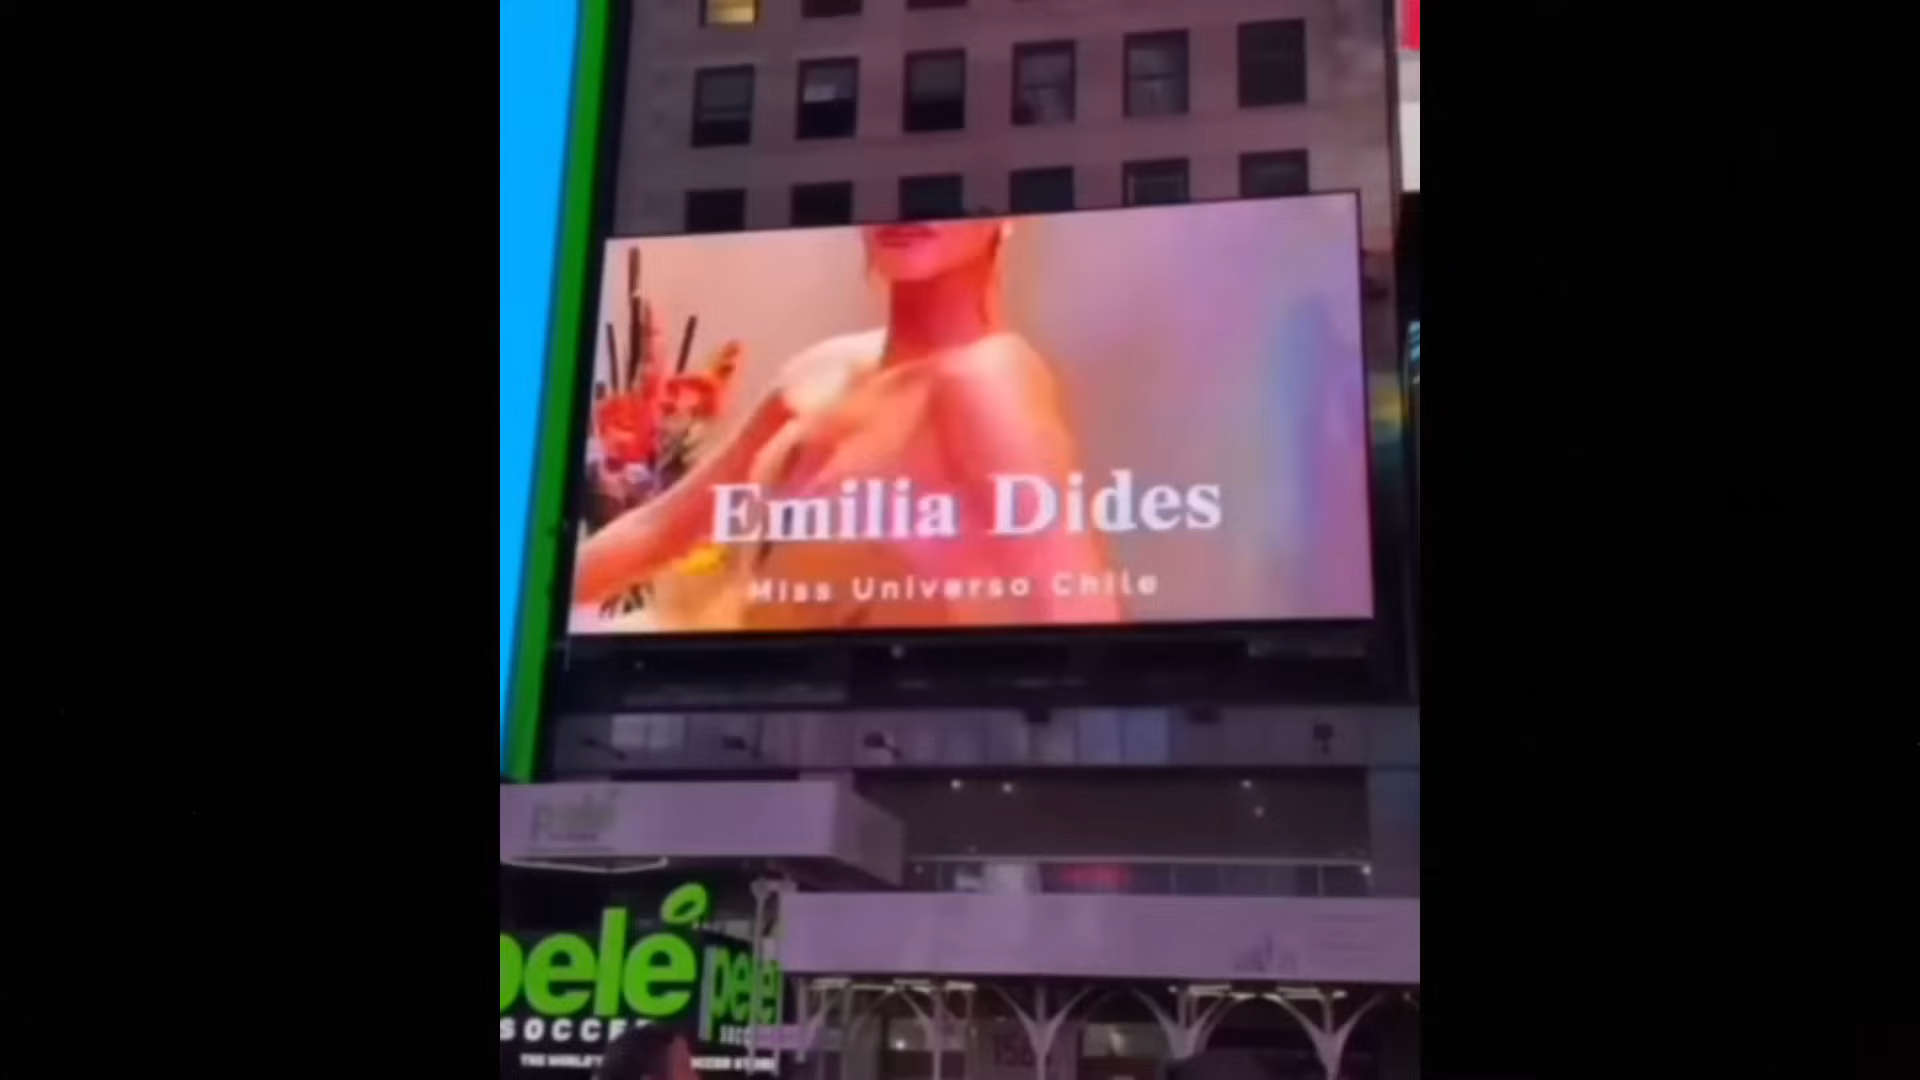 Emilia Dides
Miss Universo Chile
pelé
pelé
SOCCER